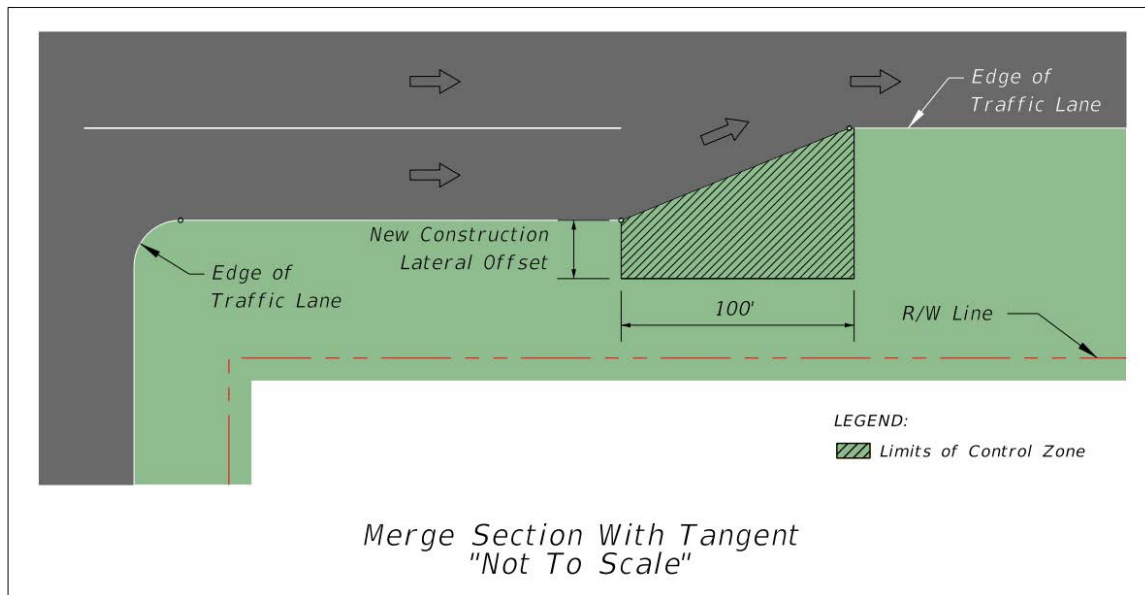 Edge of
Traffic Lane
New Construction
Lateral Offset
Edge of
Traffic Lane
100'
R/W Line
LEGEND:
Limits of Control Zone
Merge Section With Tangent
"Not To Scale"